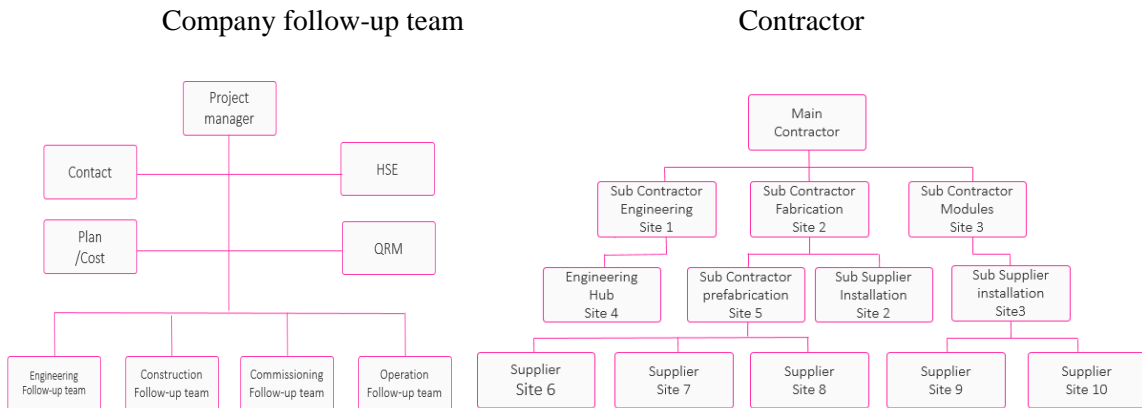 Company follow-up team
Contractor
Project
manager
Contact
HSE
Plan
/Cost
QRM
Engineering
Follow-up team
Construction
Follow-up team
Commissioning
Follow-up team
Operation
Follow-up team
Main
Contractor
Sub Contractor
Engineering
Site 1
Sub Contractor
Fabrication
Site 2
Sub Contractor
Modules
Site 3
Engineering
Hub
Site 4
Sub Contractor
prefabrication
Site 5
Sub Supplier
Installation
Site 2
Sub Supplier
installation
Site3
Supplier
Site 6
Supplier
Site 7
Supplier
Site 8
Supplier
Site 9
Supplier
Site 10